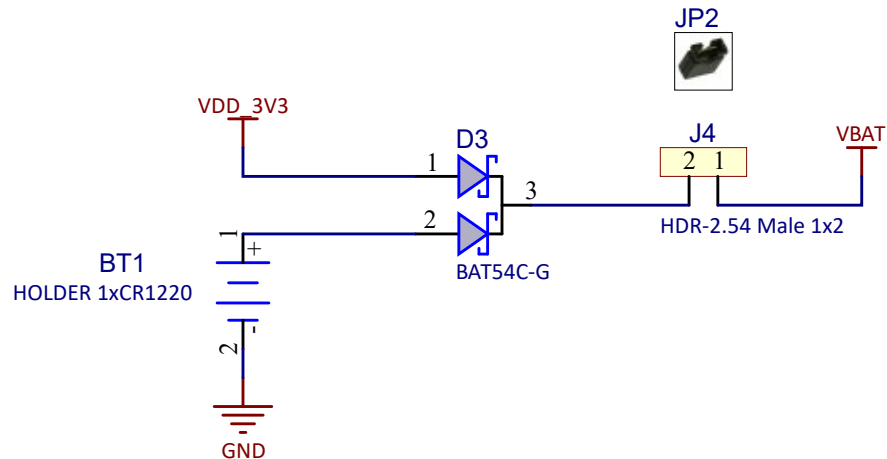 JP2
VDD_3V3
D3
J4
VBAT
1
2 1
3
2
HDR-2.54 Male 1x2
1
+
BT1
BAT54C-G
HOLDER 1xCR1220
-
2
GND